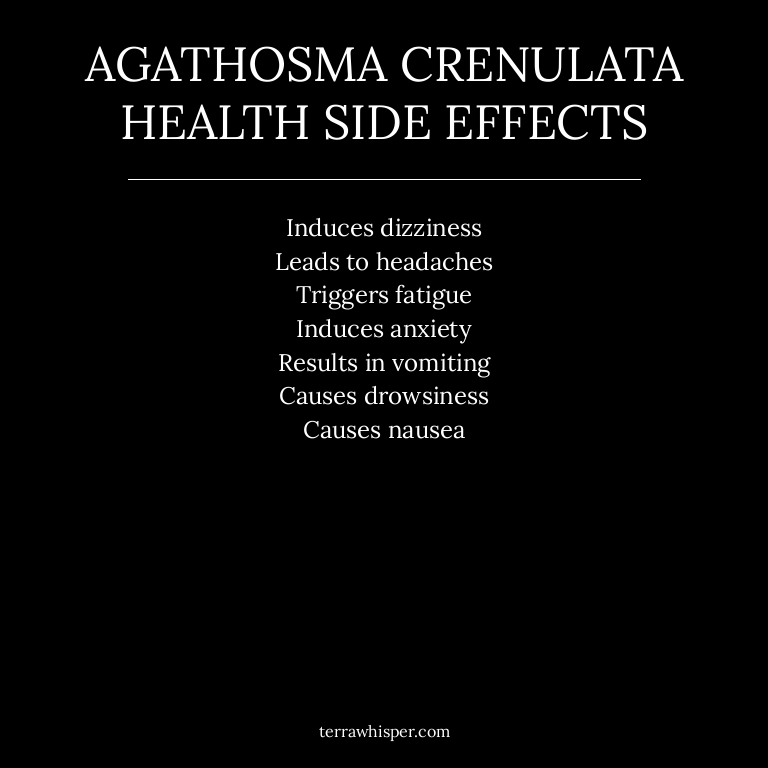 AGATHOSMA CRENULATA
HEALTH SIDE EFFECTS
Induces dizziness
Leads to headaches
Triggers fatigue
Induces anxiety
Results in vomiting
Causes drowsiness
Causes nausea
terrawhisper.com